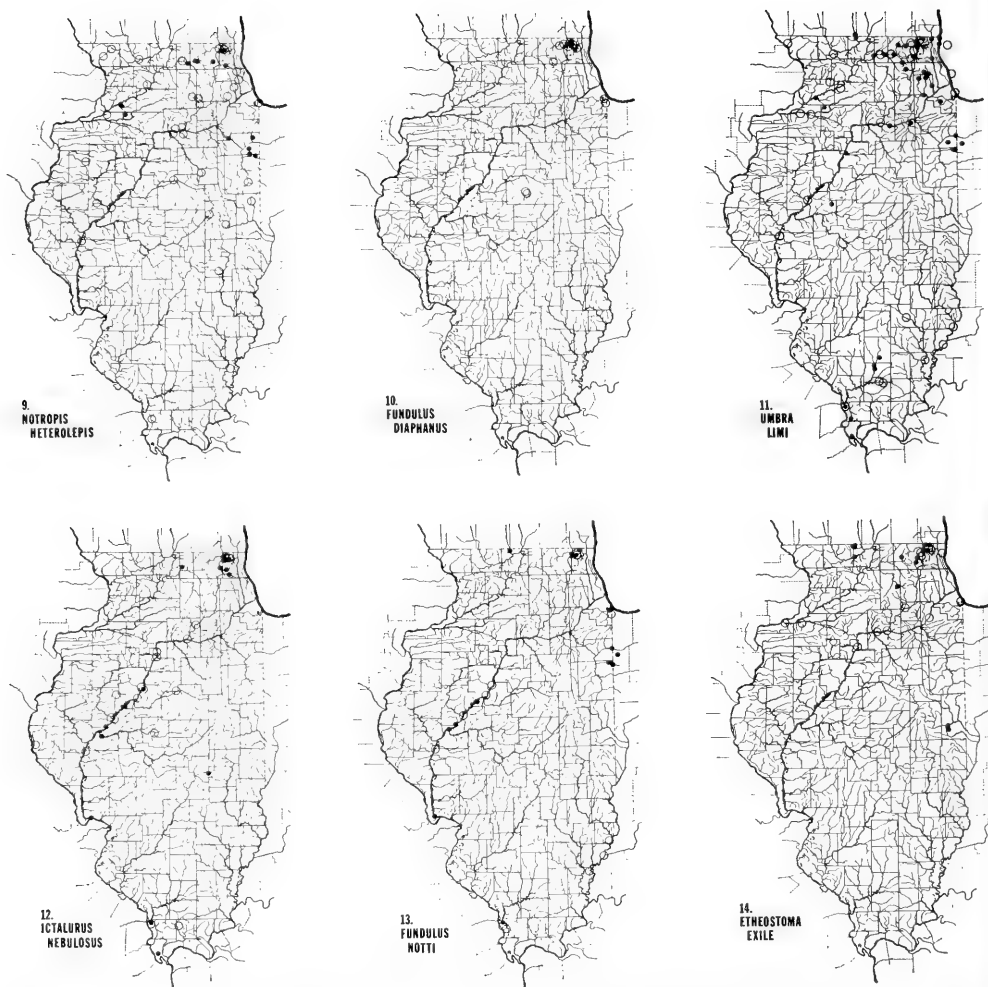 9.
NOTROPIS
HETEROLEPIS
10.
FUNDULUS
DIAPHANUS
11.
UMBRA
LIMI
12.
ICTALURUS
NEBULOSUS
13.
FUNDULUS
NOTTI
14.
ETHEOSTOMA
EXILE